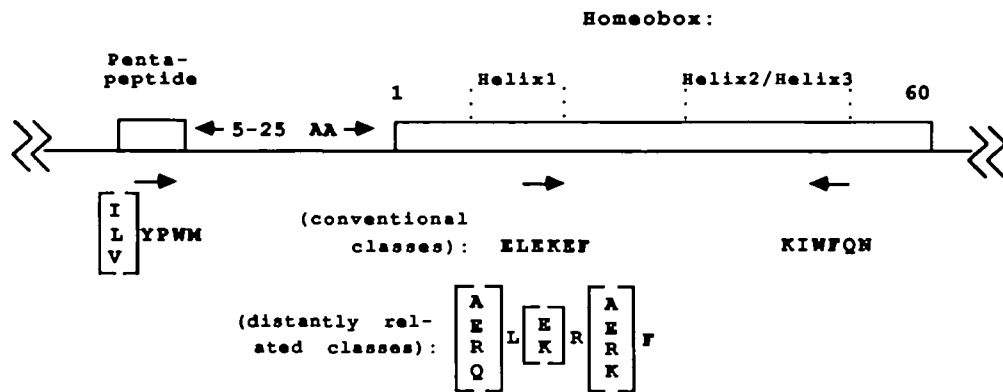 Homeobox:
Penta-
peptide
Helix1
Helix2/Helix3
1
60
5-25 AA
I
L
V
YPWM
(conventional
classes):
ELEKEF
KIWFQN
(distantly rel-
ated classes):
A
E
R
Q
L
E
K
R
A
E
R
K
F